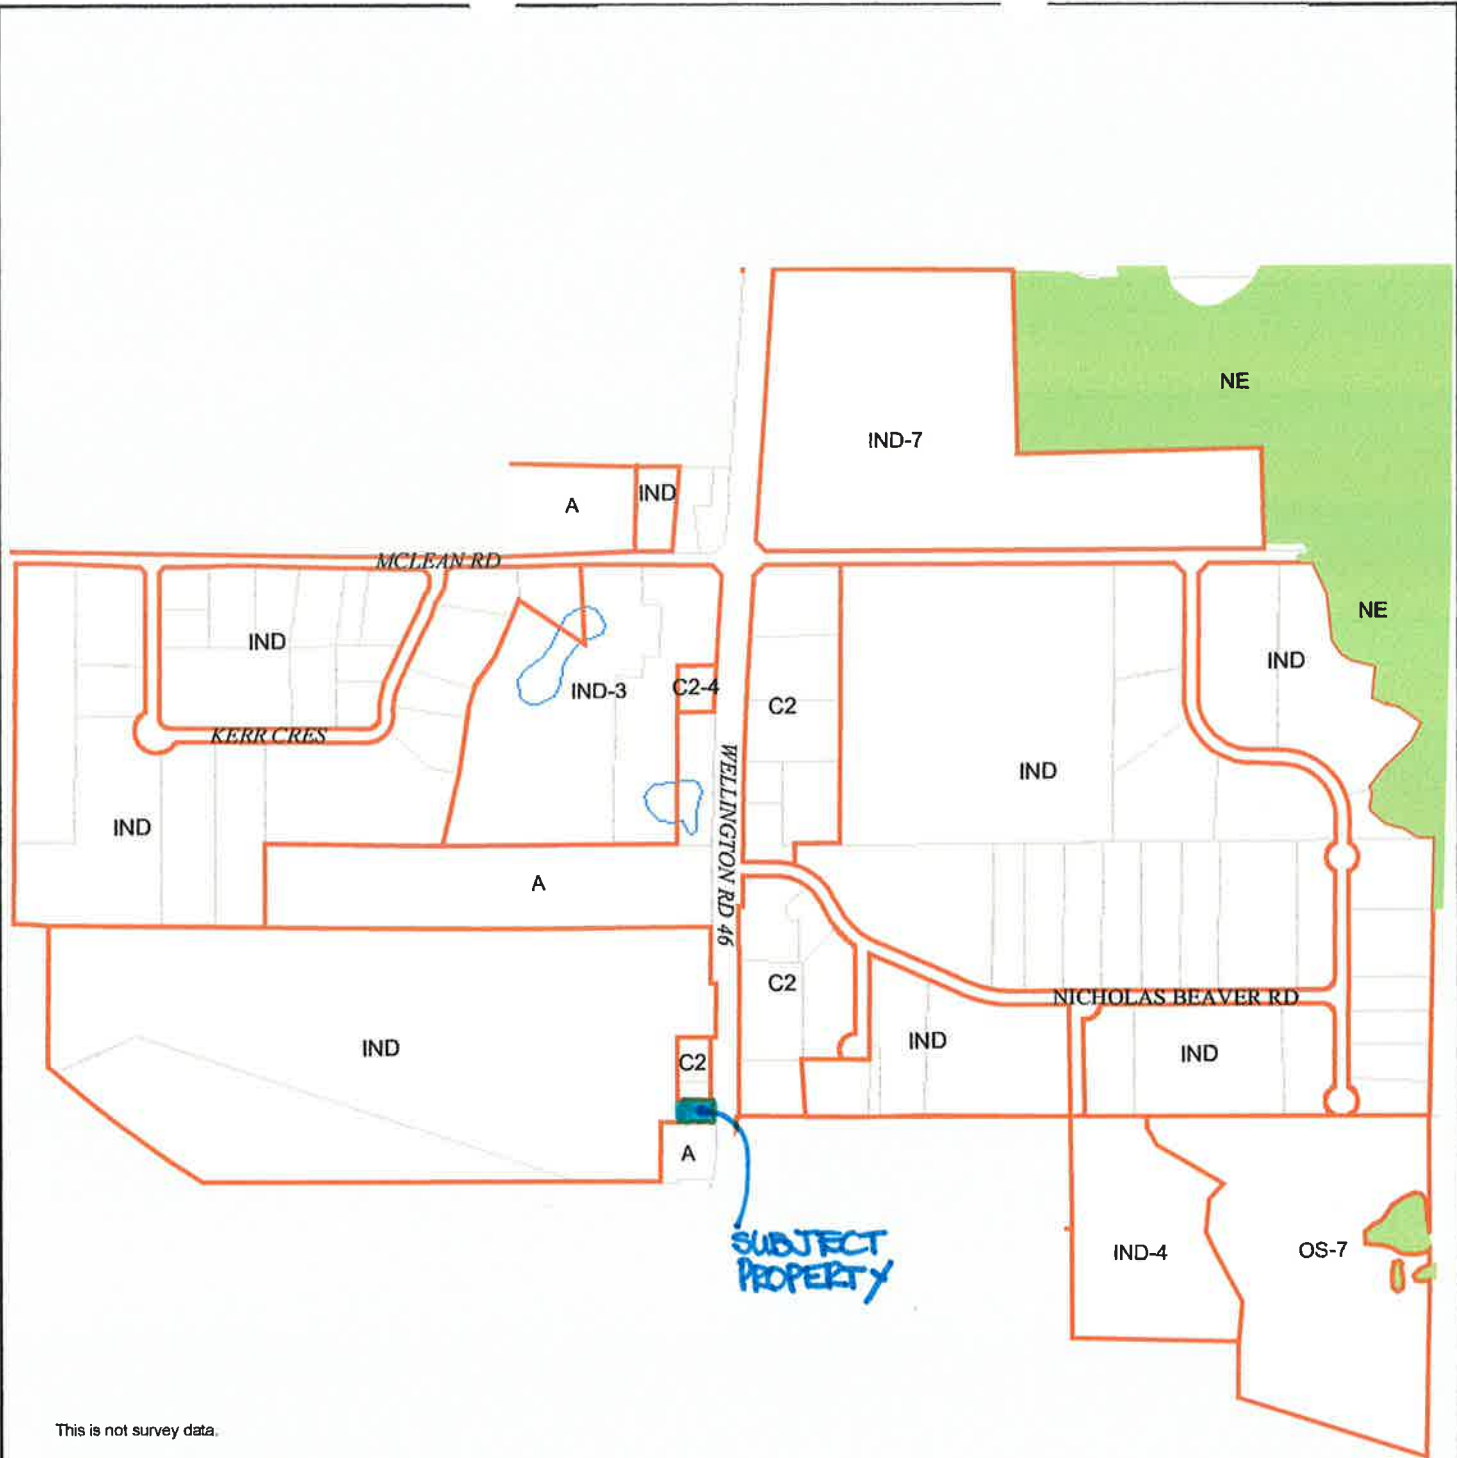 NE
IND-7
IND
A
MCLEAN RD
NE
IND
IND
IND-3
C2-4
C2
KERR CRES
IND
IND
WELLINGTON RD 46
A
C2
NICHOLAS BEAVER RD
IND
IND
IND
C2
A
SUBJECT
PROPERTY
IND-4
OS-7
This is not survey data.